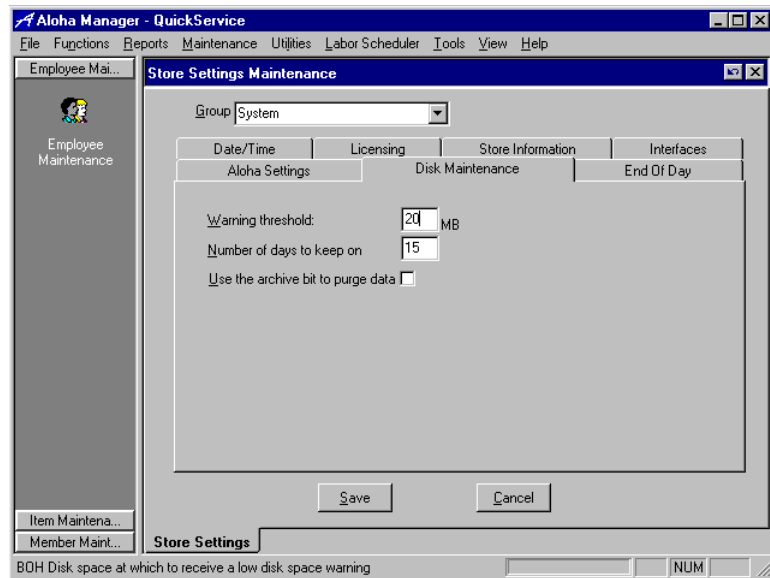 Aloha Manager - QuickService
File Functions Reports Maintenance Utilities Labor Scheduler Tools View Help
Employee Mai...
Store Settings Maintenance
Group System
Employee
Maintenance
Date/Time Licensing Store Information Interfaces
Aloha Settings Disk Maintenance End Of Day
Warning threshold: 20 MB
Number of days to keep on 15
Use the archive bit to purge data
Save Cancel
Item Maintena...
Member Maint...
Store Settings
BOH Disk space at which to receive a low disk space warning NUM